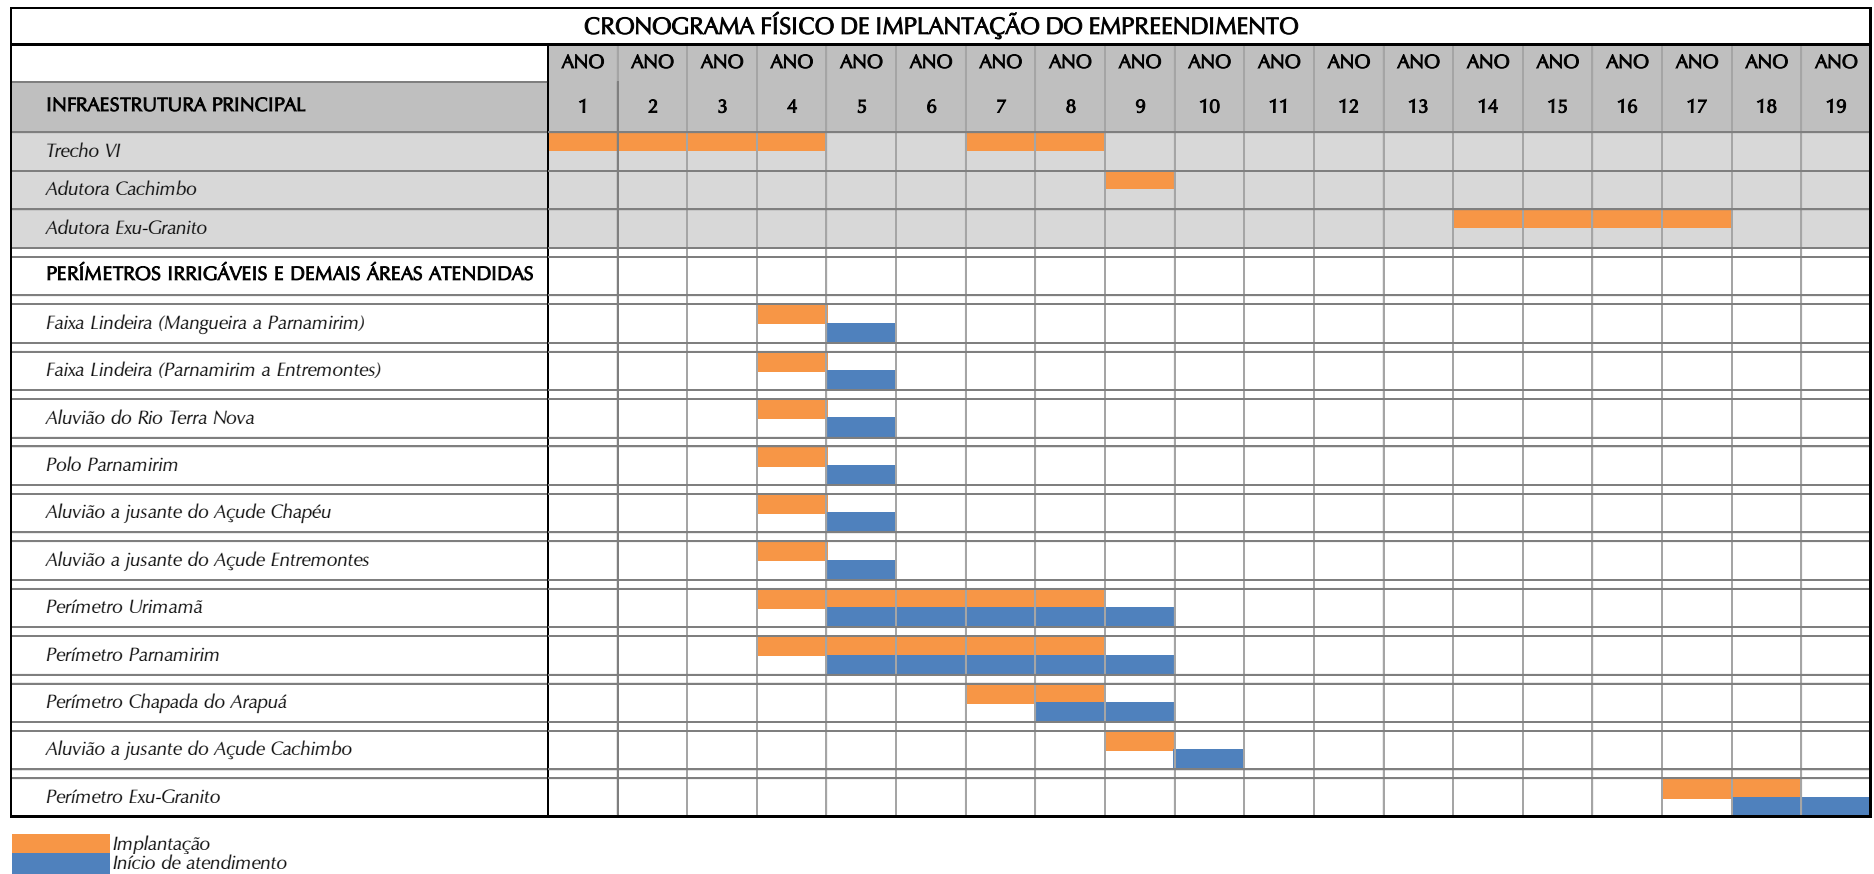 CRONOGRAMA FÍSICO DE IMPLANTAÇÃO DO EMPREENDIMENTO
ANO ANO ANO ANO ANO ANO ANO ANO ANO ANO ANO ANO ANO ANO ANO ANO ANO ANO ANO
INFRAESTRUTURA PRINCIPAL 1 2 3 4 5 6 7 8 9 10 11 12 13 14 15 16 17 18 19
Trecho VI
Adutora Cachimbo
Adutora Exu-Granito
PERÍMETROS IRRIGÁVEIS E DEMAIS ÁREAS ATENDIDAS
Faixa Lindeira (Mangueira a Parnamirim)
Faixa Lindeira (Parnamirim a Entremontes)
Aluvião do Rio Terra Nova
Polo Parnamirim
Aluvião a jusante do Açude Chapéu
Aluvião a jusante do Açude Entremontes
Perímetro Urimamã
Perímetro Parnamirim
Perímetro Chapada do Arapuá
Aluvião a jusante do Açude Cachimbo
Perímetro Exu-Granito
Implantação
Início de atendimento